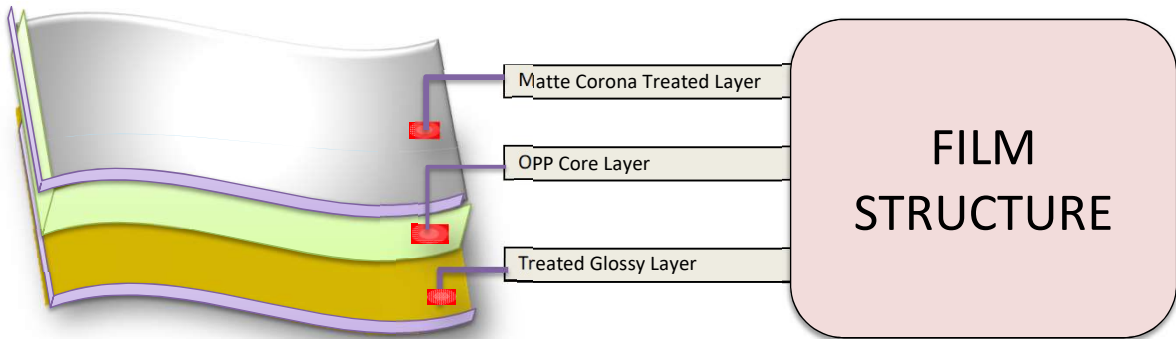 Matte Corona Treated Layer
OPP Core Layer
Treated Glossy Layer
FILM
STRUCTURE